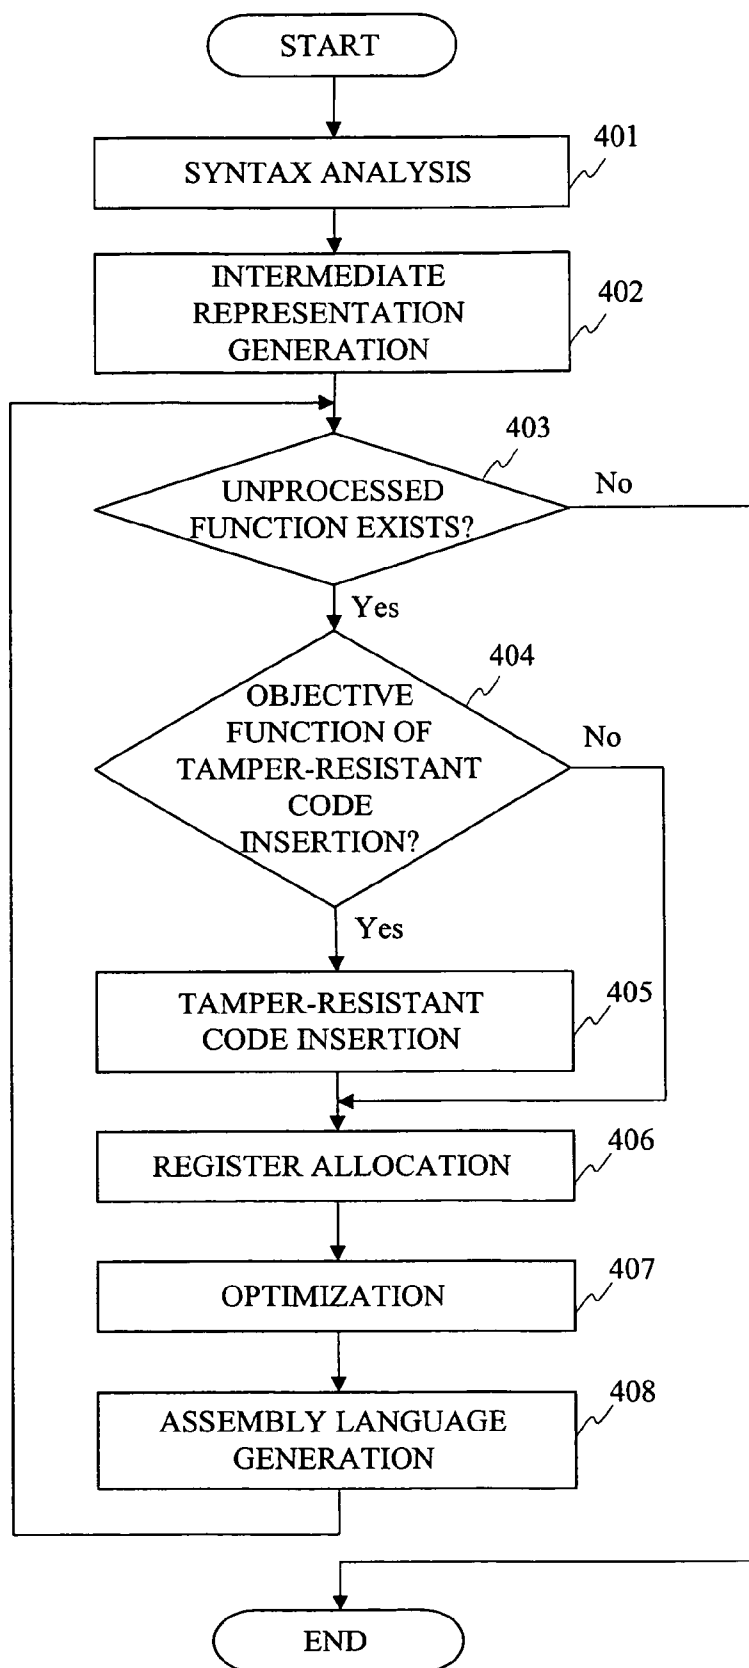 START
401
SYNTAX ANALYSIS
INTERMEDIATE
REPRESENTATION
GENERATION
402
403
UNPROCESSED
FUNCTION EXISTS?
No
Yes
404
OBJECTIVE
FUNCTION OF
TAMPER-RESISTANT
CODE
INSERTION?
No
Yes
TAMPER-RESISTANT
CODE INSERTION
405
REGISTER ALLOCATION
406
OPTIMIZATION
407
ASSEMBLY LANGUAGE
GENERATION
408
END